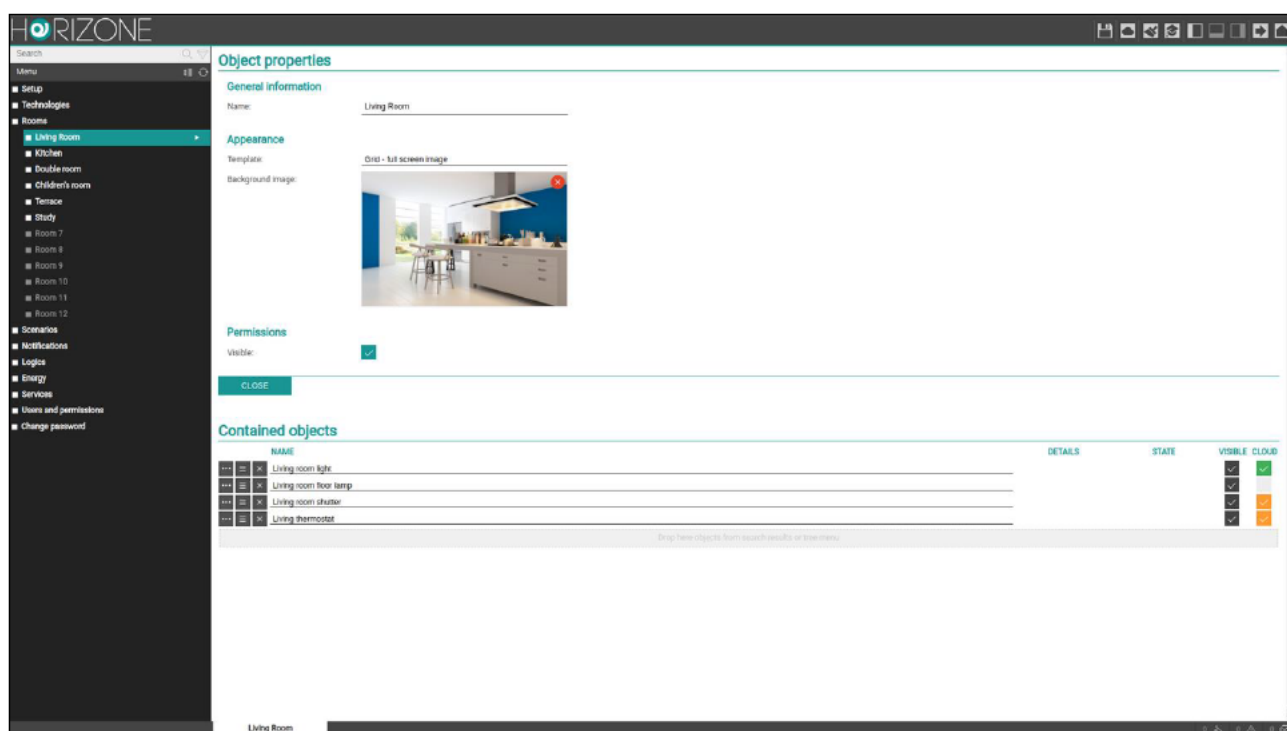 HORIZONE
Search
Menu
Setup
Technologies
Rooms
Living Room
Kitchen
Double room
Children's room
Terrace
Study
Room 7
Room 8
Room 9
Room 10
Room 11
Room 12
Scenarios
Notifications
Logics
Energy
Services
Users and permissions
Change password
Object properties
General information
Name: Living Room
Appearance
Template: Grid - full screen image
Background image:
Permissions
Visible:
CLOSE
Contained objects
NAME DETAILS STATE VISIBLE CLOUD
Living room light
Living room floor lamp
Living room shutter
Living thermostat
Drop here objects from search results or tree menu
Living Room